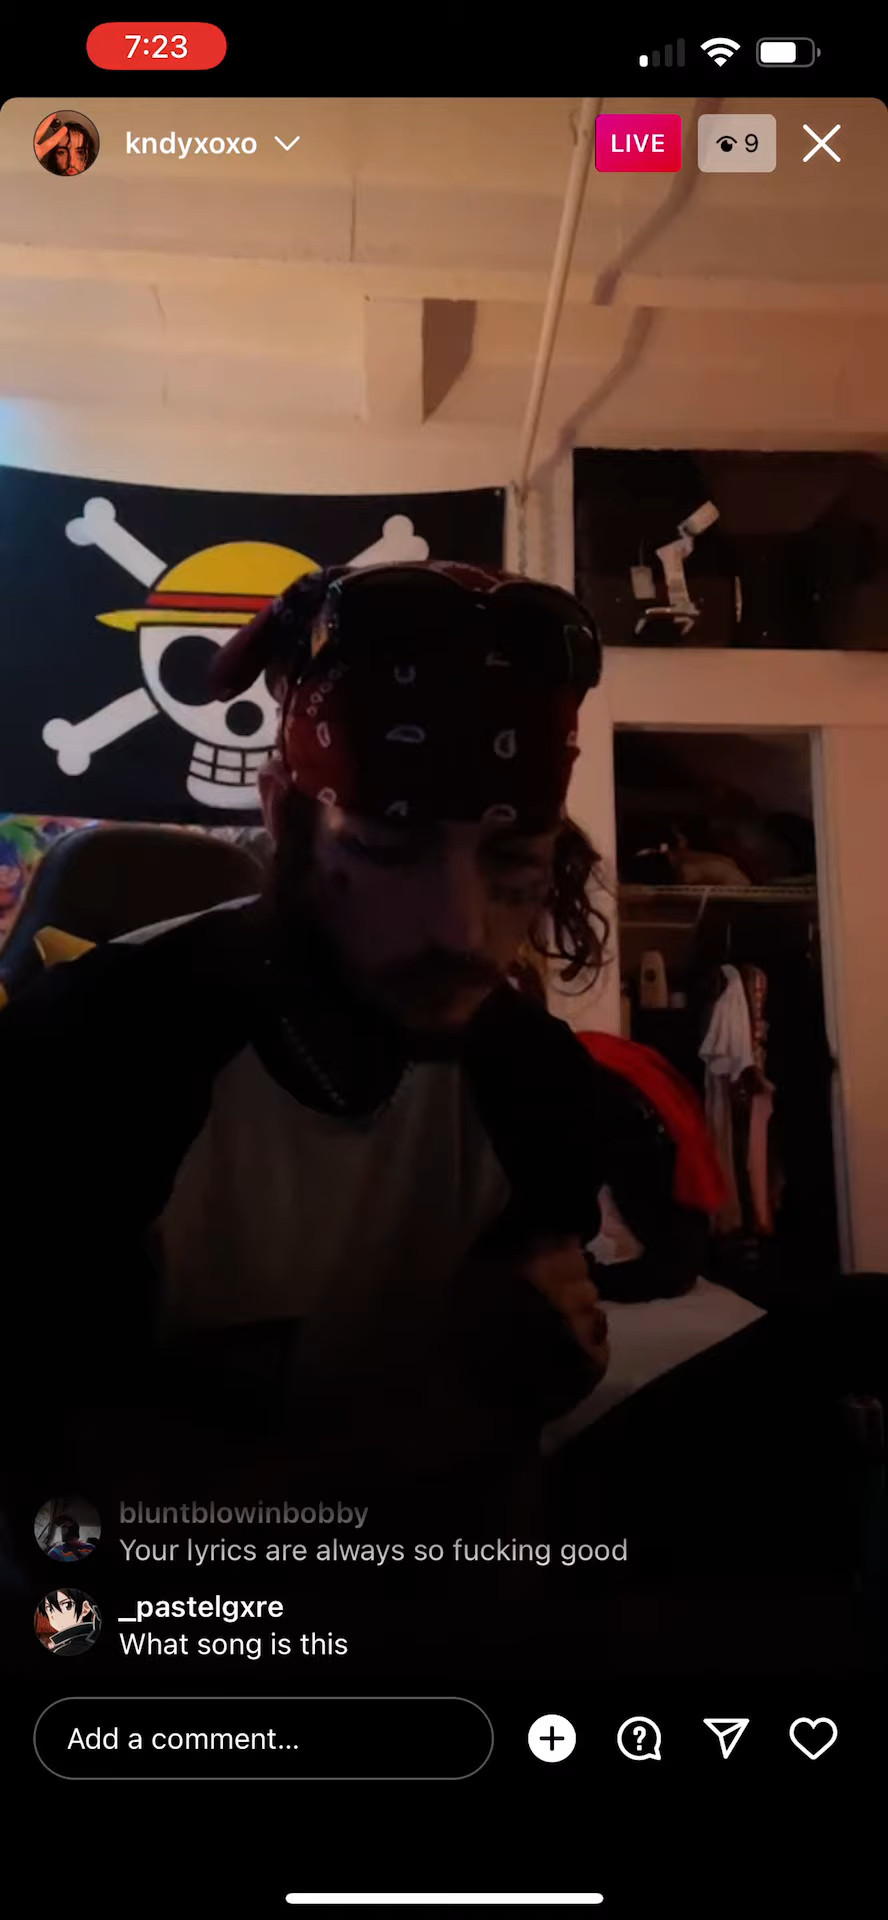 7:23
kndyxoxo
LIVE
9
bluntblowinbobby
Your lyrics are always so fucking good
_pastelgxre
What song is this
Add a comment...